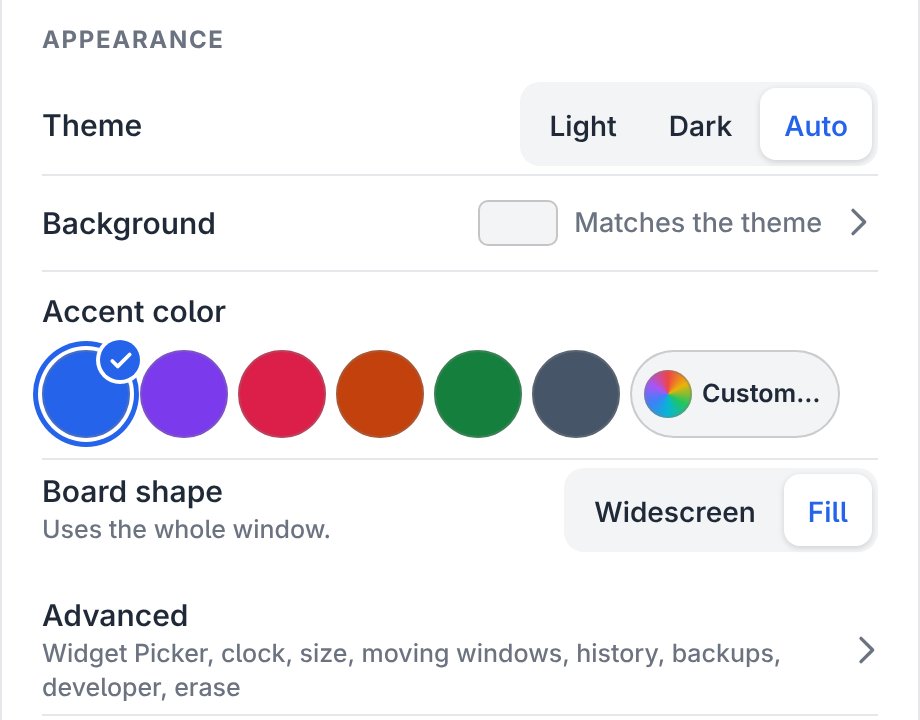 APPEARANCE
Theme
Light Dark Auto
Background
Matches the theme
Accent color
Custom...
Board shape
Uses the whole window.
Widescreen Fill
Advanced
Widget Picker, clock, size, moving windows, history, backups,
developer, erase